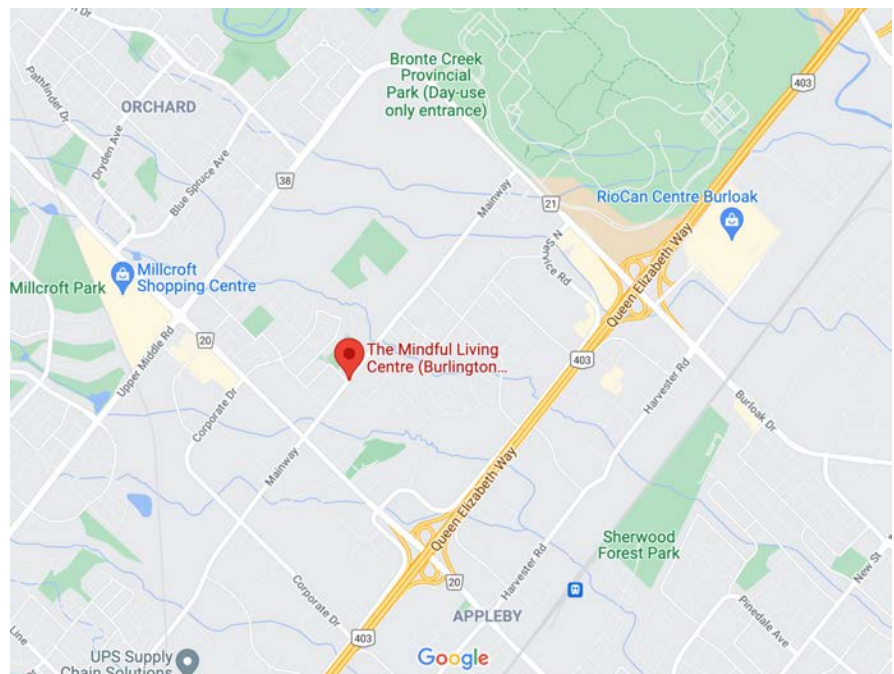 Bronte Creek
Provincial
Park (Day-use
only entrance)
403
Pathfinder Dr
ORCHARD
Dryden Ave
Blue Spruce Ave
38
Mainway
21
RioCan Centre Burloak
N Service Rd
Queen Elizabeth Way
Millcroft
Shopping Centre
Millcroft Park
20
Upper Middle Rd
The Mindful Living
Centre (Burlington...
403
Harvester Rd
Burloak Dr
Corporate Dr
Mainway
Queen Elizabeth Way
Sherwood
Forest Park
Harvester Rd
New St
20
Corporate Dr
APPLEBY
Pinedale Ave
403
Line
UPS Supply
Chain Solutions
Google